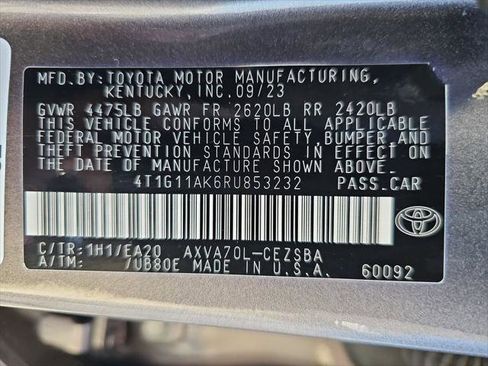 MFD.BY:TOYOTA MOTOR MANUFACTURING,
KENTUCKY, INC.09/23
GVWR 4475LB GAWR FR 2620LB RR 2420LB
THIS VEHICLE CONFORMS TO ALL APPLICABLE
FEDERAL MOTOR VEHICLE SAFETY, BUMPER, AND
THEFT PREVENTION STANDARDS IN EFFECT ON
THE DATE OF MANUFACTURE SHOWN ABOVE.
4T1G11AK6RU853232 PASS.CAR
C/TR:1H1/EA20 AXVA70L-CEZSBA
A/TM: /UB80E MADE IN U.S.A. 60092
TOYOTA